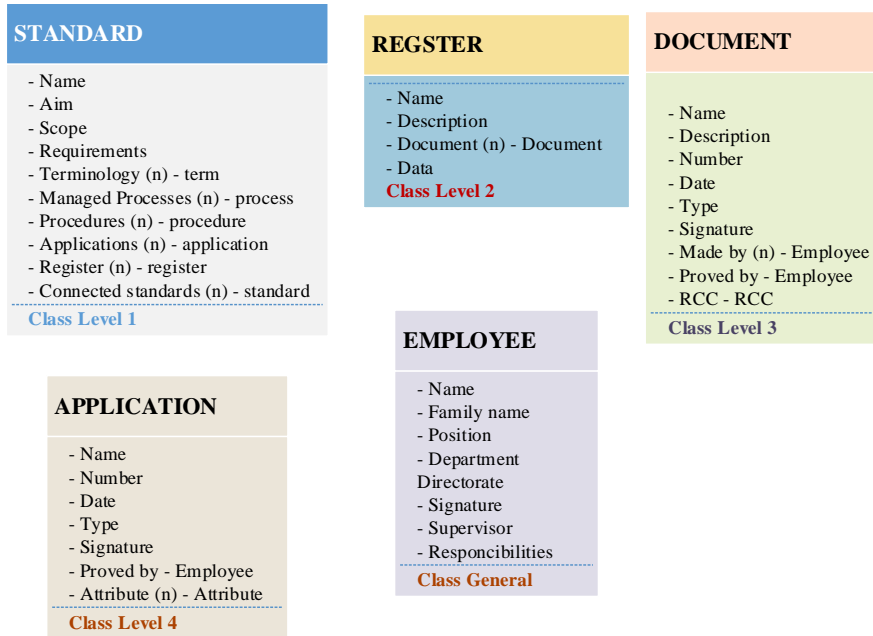 STANDARD
- Name
- Aim
- Scope
- Requirements
- Terminology (n) - term
- Managed Processes (n) - process
- Procedures (n) - procedure
- Applications (n) - application
- Register (n) - register
- Connected standards (n) - standard
Class Level 1
REGSTER
- Name
- Description
- Document (n) - Document
- Data
Class Level 2
DOCUMENT
- Name
- Description
- Number
- Date
- Type
- Signature
- Made by (n) - Employee
- Proved by - Employee
- RCC - RCC
Class Level 3
APPLICATION
- Name
- Number
- Date
- Type
- Signature
- Proved by - Employee
- Attribute (n) - Attribute
Class Level 4
EMPLOYEE
- Name
- Family name
- Position
- Department
Directorate
- Signature
- Supervisor
- Responcibilities
Class General